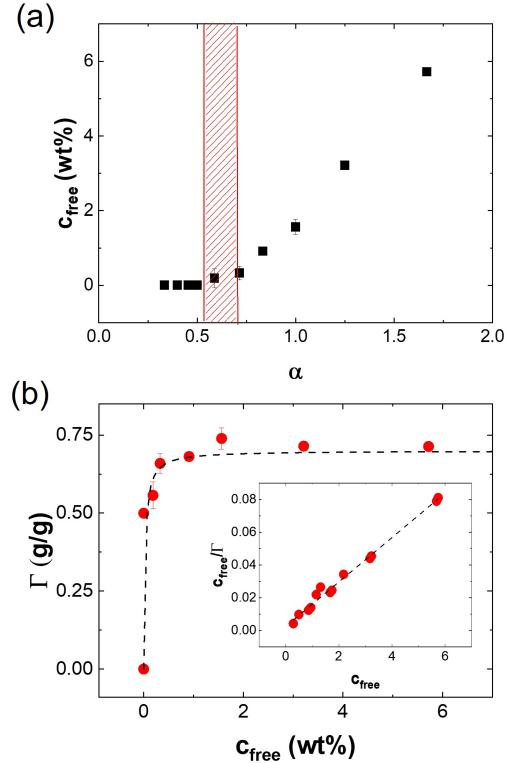 (a)
c_free (wt%)
6
4
2
0
0.0 0.5 1.0 1.5 2.0
α
(b)
Γ (g/g)
0.75
0.50
0.25
0.00
c_free/Γ
0.08
0.06
0.04
0.02
0.00
0 2 4 6
c_free
0 2 4 6
c_free (wt%)